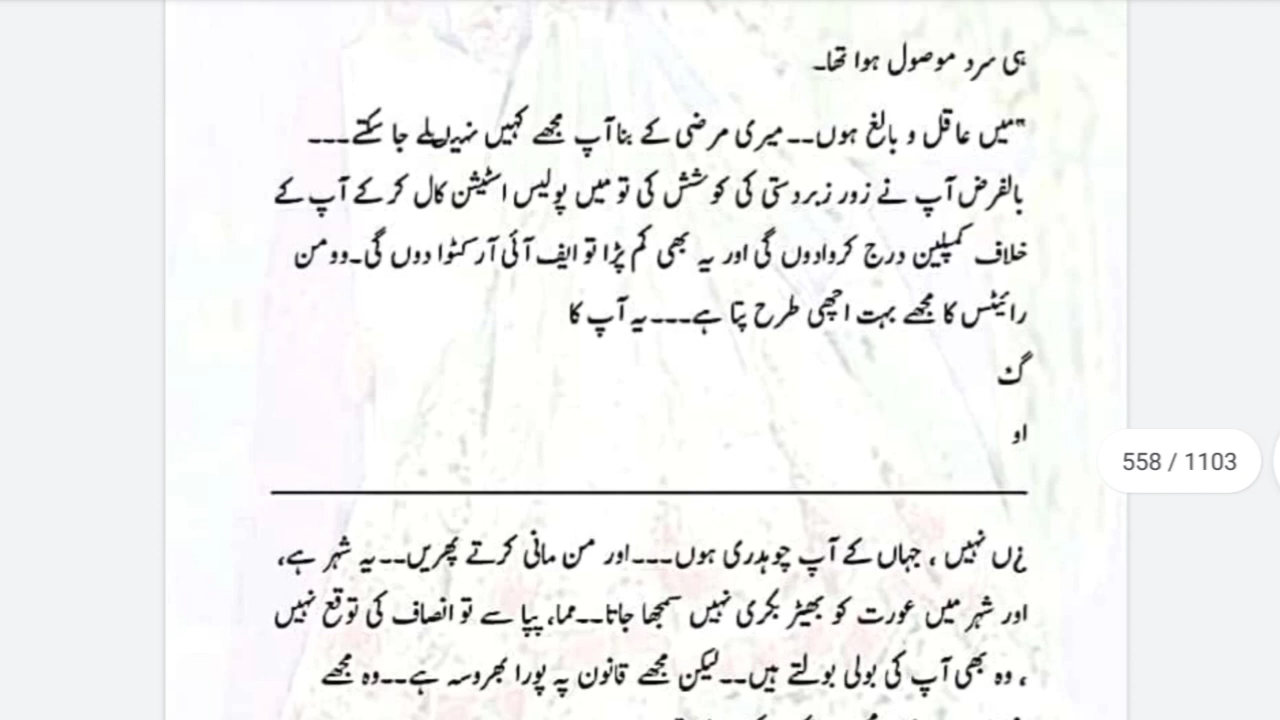 ہی سرد موصول ہوا تھا۔
"میں عاقل و بالغ ہوں۔۔میری مرضی کے بنا آپ مجھے کہیں نہیں لے جا سکتے۔۔۔
بالفرض آپ نے زور زبردستی کی کوشش کی تو میں پولیس اسٹیشن کال کر کے آپ کے
خلاف کمپلین درج کروادوں گی اور یہ بھی کم پڑا تو ایف آئی آر کٹوا دوں گی۔وومن
رائیٹس کا مجھے بہت اچھی طرح پتا ہے۔۔۔یہ آپ کا
گ
او
ں نہیں ، جہاں کے آپ چوہدری ہوں۔۔۔اور من مانی کرتے پھریں۔۔یہ شہر ہے،
558 / 1103
اور شہر میں عورت کو بھیڑ بکری نہیں سمجھا جاتا۔۔مما، پپا سے تو انصاف کی توقع نہیں
، وہ بھی آپ کی بولی بولتے ہیں۔۔لیکن مجھے قانون پہ پورا بھروسہ ہے۔۔وہ مجھے